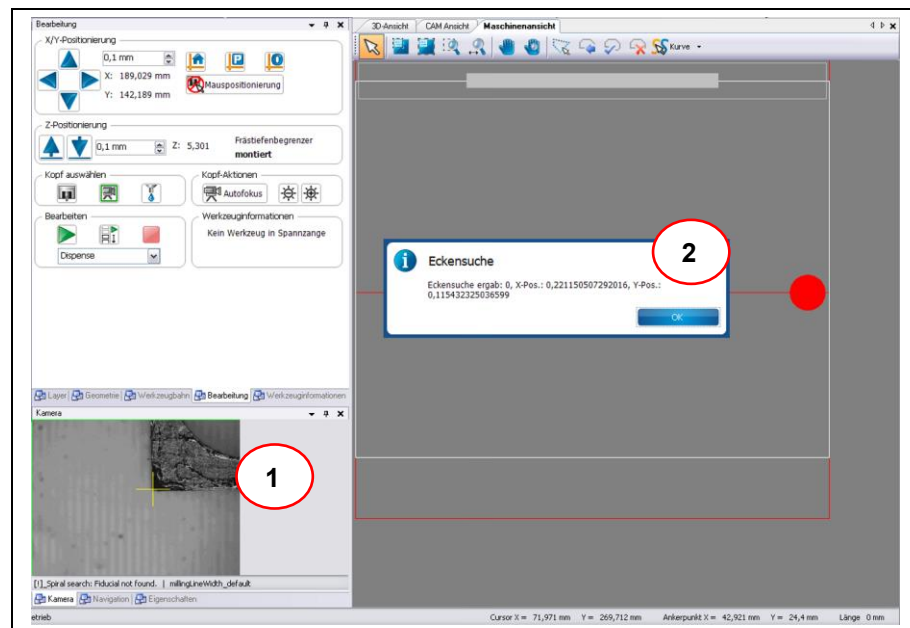 Bearbeitung
3D-Ansicht CAM Ansicht Maschinenansicht
X/Y-Positionierung
0,1 mm
X: 189,029 mm
Y: 142,189 mm
Mauspositionierung
Kurve
Z-Positionierung
0,1 mm Z: 5,301
Frästiefenbegrenzer
montiert
Kopf auswählen
Kopf-Aktionen
Autofokus
Bearbeiten
Dispense
Werkzeuginformationen
Kein Werkzeug in Spannzange
Eckensuche
Eckensuche ergab: 0, X-Pos.: 0,221150507292016, Y-Pos.:
0,115432325036599
OK
2
Layer Geometrie Werkzeugbahn Bearbeitung Werkzeuginformationen
Kamera
1
[!]_Spiral search: Fiducial not found. | millingLineWidth_default
Kamera Navigation Eigenschaften
etrieb
Cursor X = 71,971 mm Y = 269,712 mm Ankerpunkt X = 42,921 mm Y = 24,4 mm Länge 0 mm